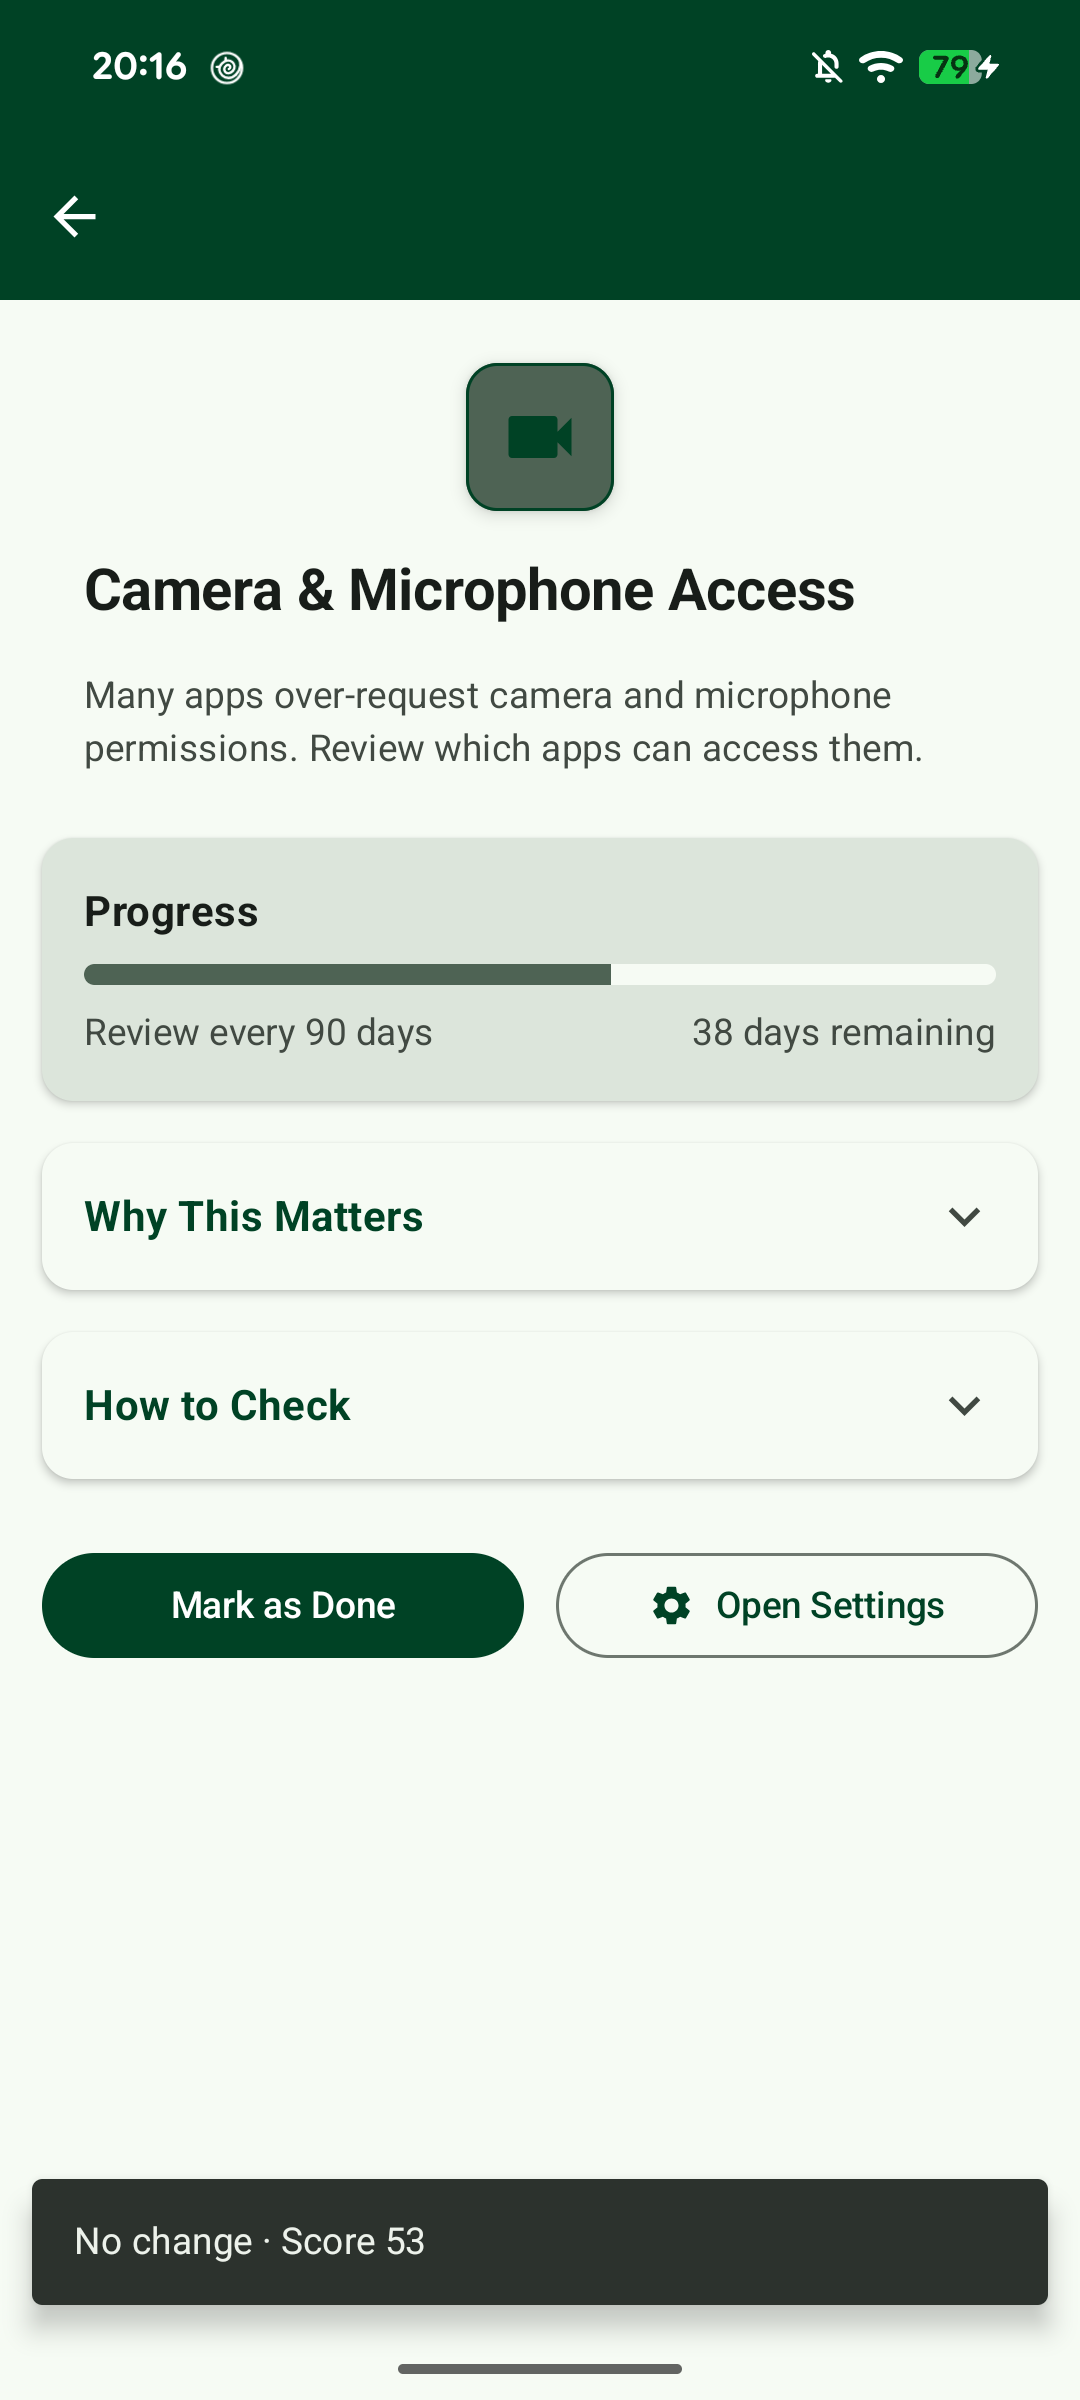 20:16
79
Camera & Microphone Access
Many apps over-request camera and microphone
permissions. Review which apps can access them.
Progress
Review every 90 days
38 days remaining
Why This Matters
How to Check
Mark as Done
Open Settings
No change · Score 53